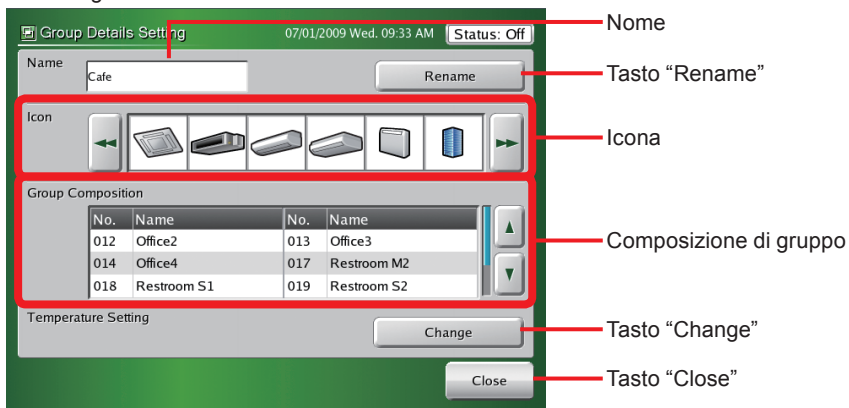 Group Details Setting 07/01/2009 Wed. 09:33 AM Status: Off
Nome
Name
Cafe
Rename
Tasto “Rename”
Icon
Icona
Group Composition
No. Name No. Name
012 Office2 013 Office3
014 Office4 017 Restroom M2
018 Restroom S1 019 Restroom S2
Composizione di gruppo
Temperature Setting
Change
Tasto “Change”
Close
Tasto “Close”